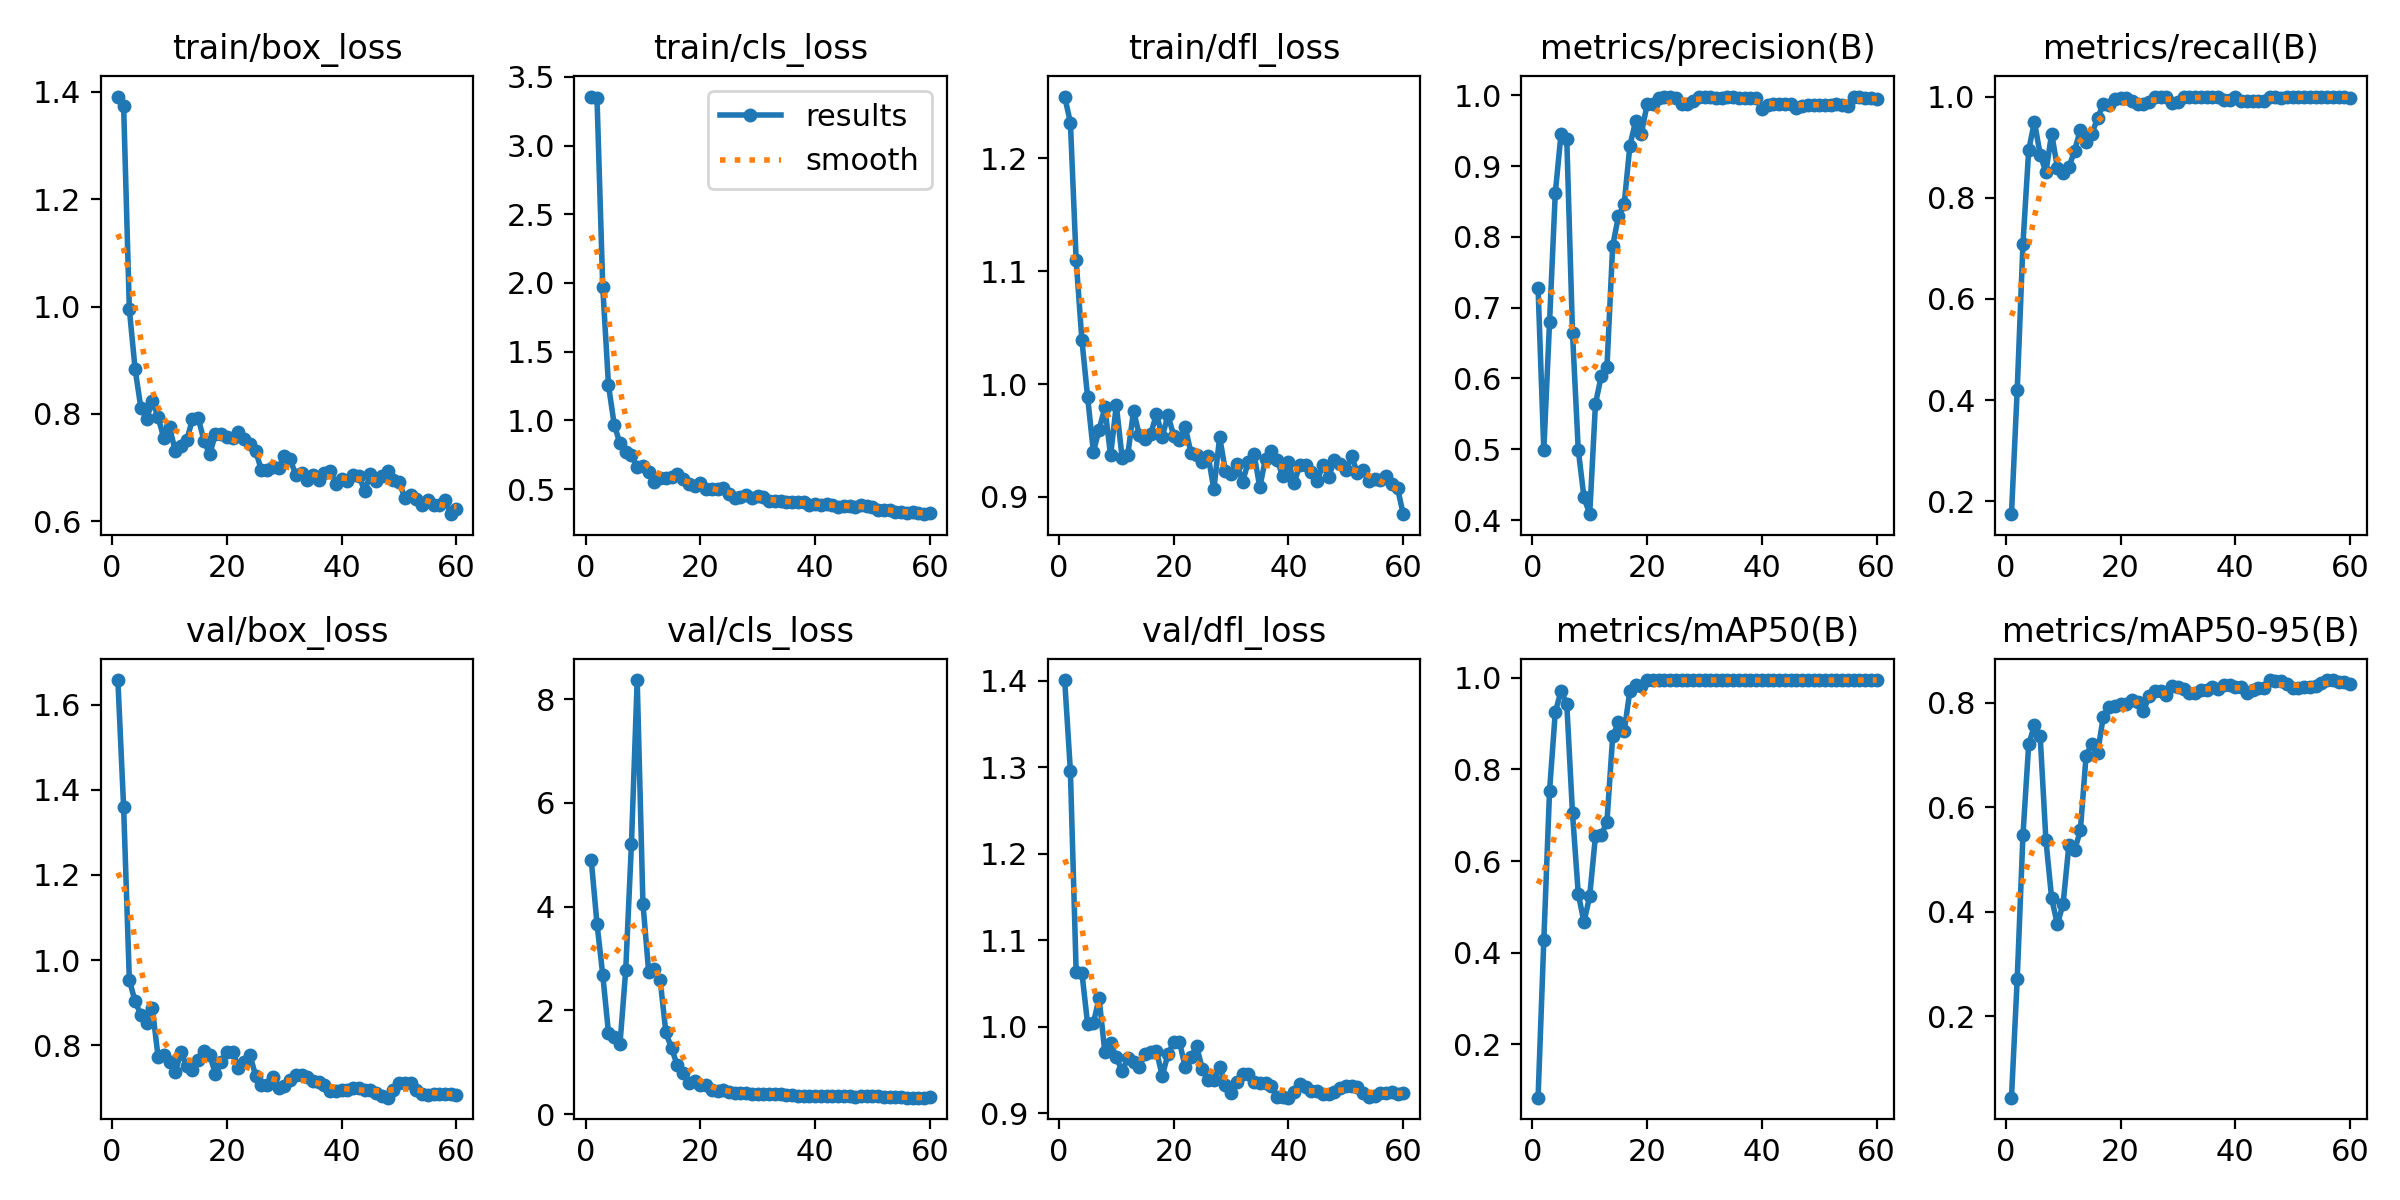 train/box_loss
1.4
1.2
1.0
0.8
0.6
0 20 40 60
train/cls_loss
3.5
3.0
2.5
2.0
1.5
1.0
0.5
results
smooth
0 20 40 60
train/dfl_loss
1.2
1.1
1.0
0.9
0 20 40 60
metrics/precision(B)
1.0
0.9
0.8
0.7
0.6
0.5
0.4
0 20 40 60
metrics/recall(B)
1.0
0.8
0.6
0.4
0.2
0 20 40 60
val/box_loss
1.6
1.4
1.2
1.0
0.8
0 20 40 60
val/cls_loss
8
6
4
2
0
0 20 40 60
val/dfl_loss
1.4
1.3
1.2
1.1
1.0
0.9
0 20 40 60
metrics/mAP50(B)
1.0
0.8
0.6
0.4
0.2
0 20 40 60
metrics/mAP50-95(B)
0.8
0.6
0.4
0.2
0 20 40 60